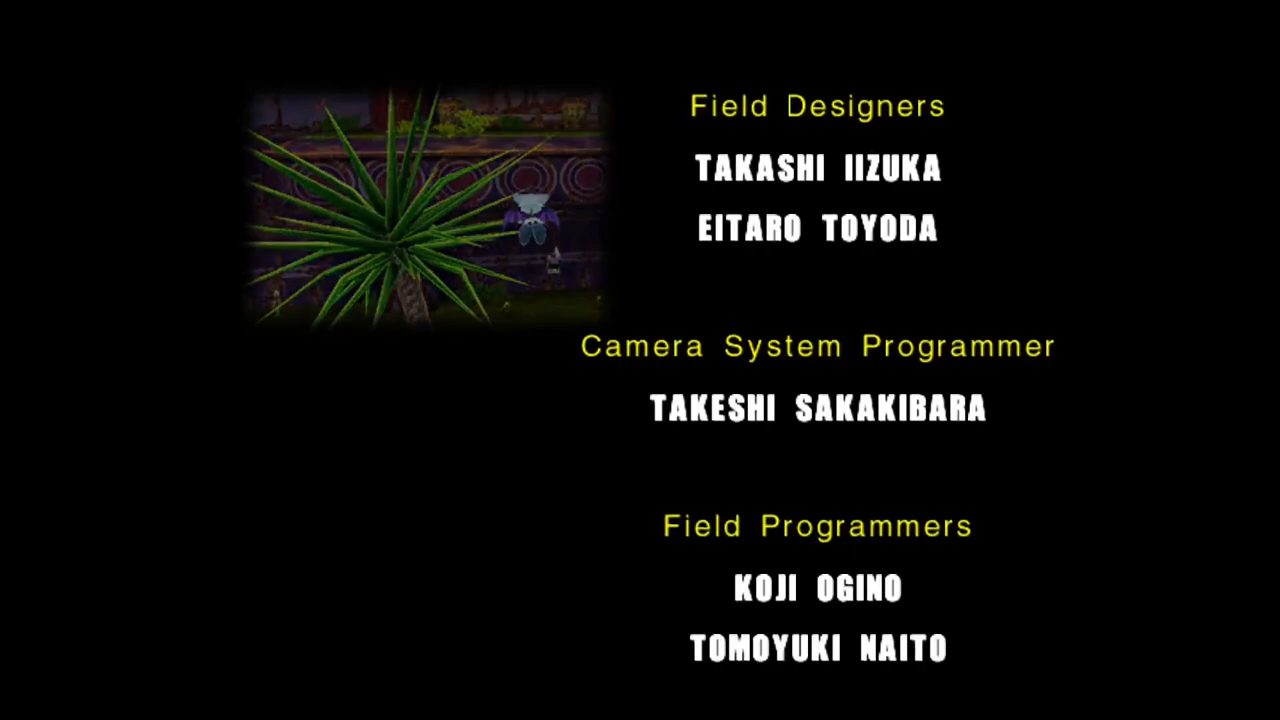 Field Designers
TAKASHI IIZUKA
EITARO TOYODA
Camera System Programmer
TAKESHI SAKAKIBARA
Field Programmers
KOJI OGINO
TOMOYUKI NAITO